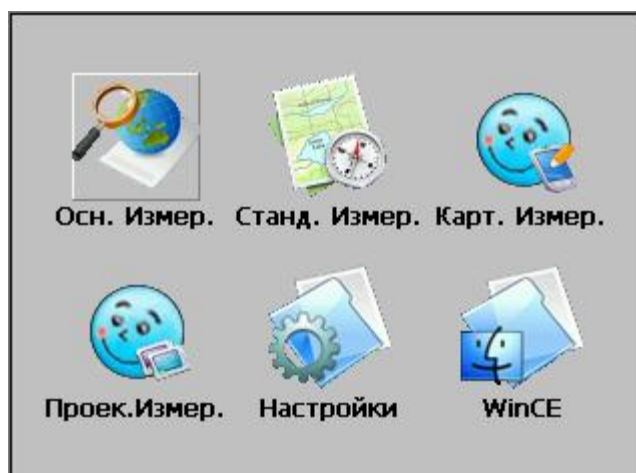 Осн. Измер. Станд. Измер. Карт. Измер.
Проек.Измер. Настройки WinCE